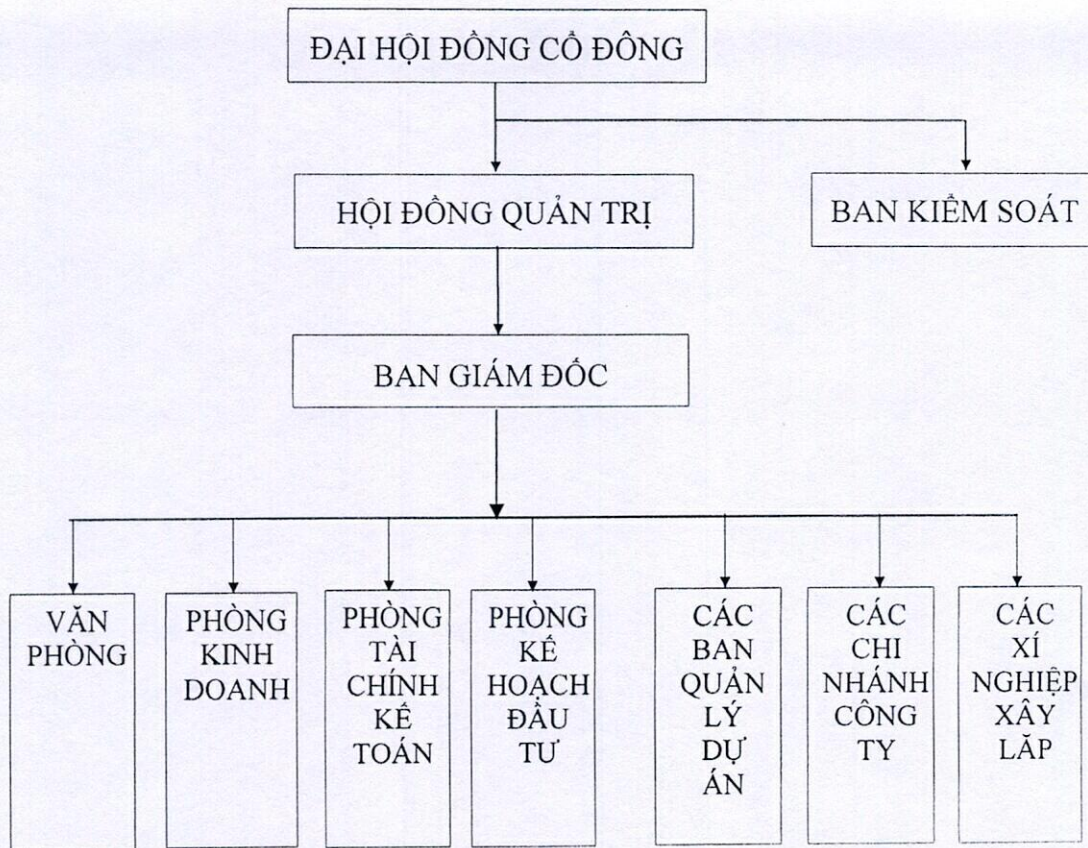 ĐẠI HỘI ĐỒNG CỔ ĐÔNG
HỘI ĐỒNG QUẢN TRỊ
BAN KIỂM SOÁT
BAN GIÁM ĐỐC
VĂN
PHÒNG
PHÒNG
KINH
DOANH
PHÒNG
TÀI
CHÍNH
KẾ
TOÁN
PHÒNG
KẾ
HOẠCH
ĐẦU
TƯ
CÁC
BAN
QUẢN
LÝ
DỰ
ÁN
CÁC
CHI
NHÁNH
CÔNG
TY
CÁC
XÍ
NGHIỆP
XÂY
LẮP